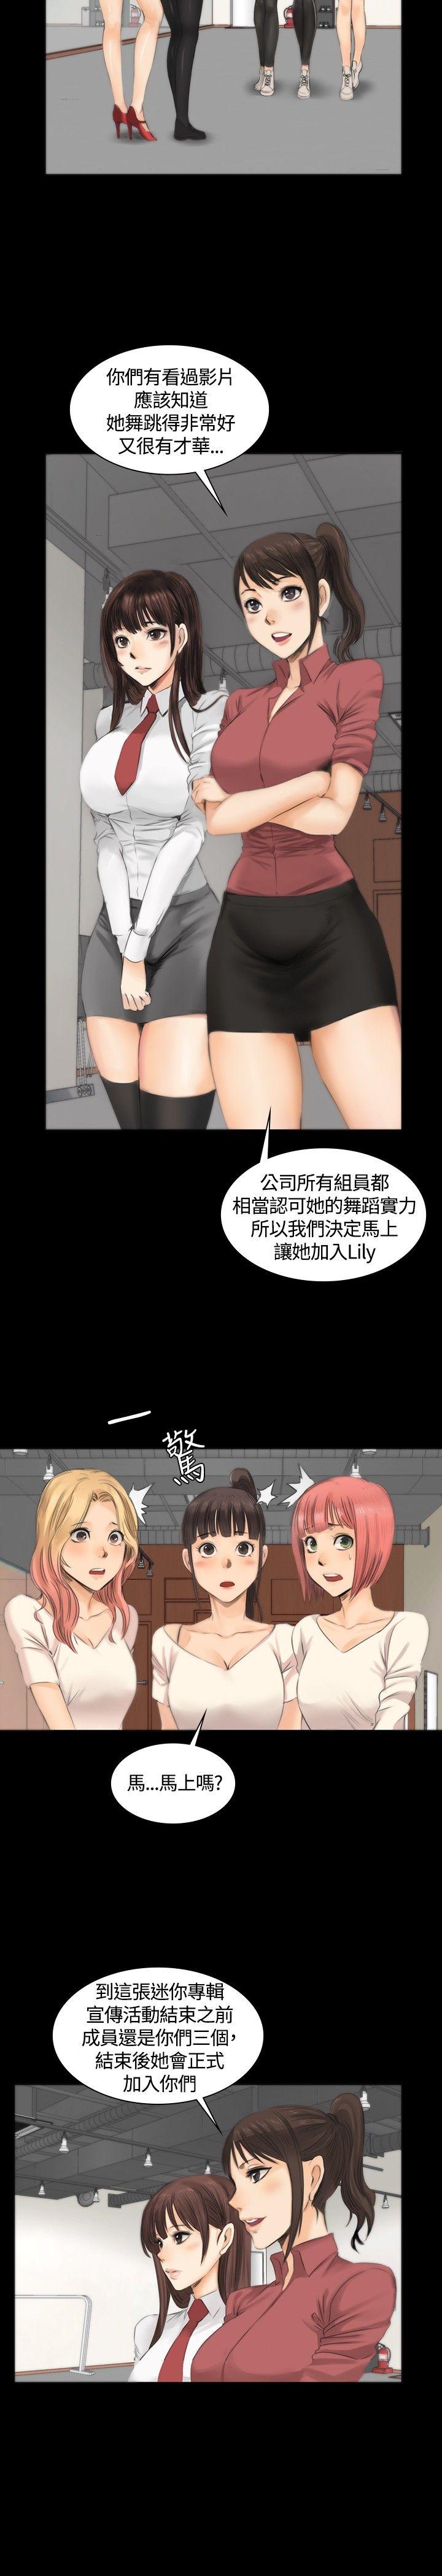 你們有看過影片
應該知道
她舞跳得非常好
又很有才華...
公司所有組員都
相當認可她的舞蹈實力
所以我們決定馬上
讓她加入Lily
驚
馬...馬上嗎?
到這張迷你專輯
宣傳活動結束之前
成員還是你們三個,
結束後她會正式
加入你們